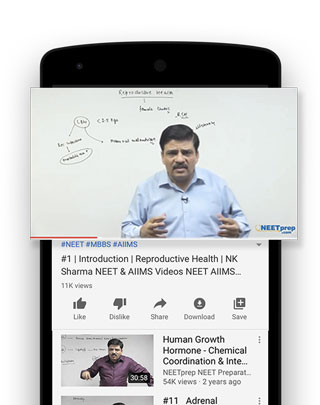 Reproductive Health
RCH
NEETprep
.com
#NEET #MBBS #AIIMS
#1 | Introduction | Reproductive Health | NK
Sharma NEET & AIIMS Videos NEET AIIMS...
11K views
Like
Dislike
Share
Download
Save
Human Growth
Hormone - Chemical
Coordination & Inte...
NEETprep NEET Preparat...
54K views · 2 years ago
30:58
#11 Adrenal